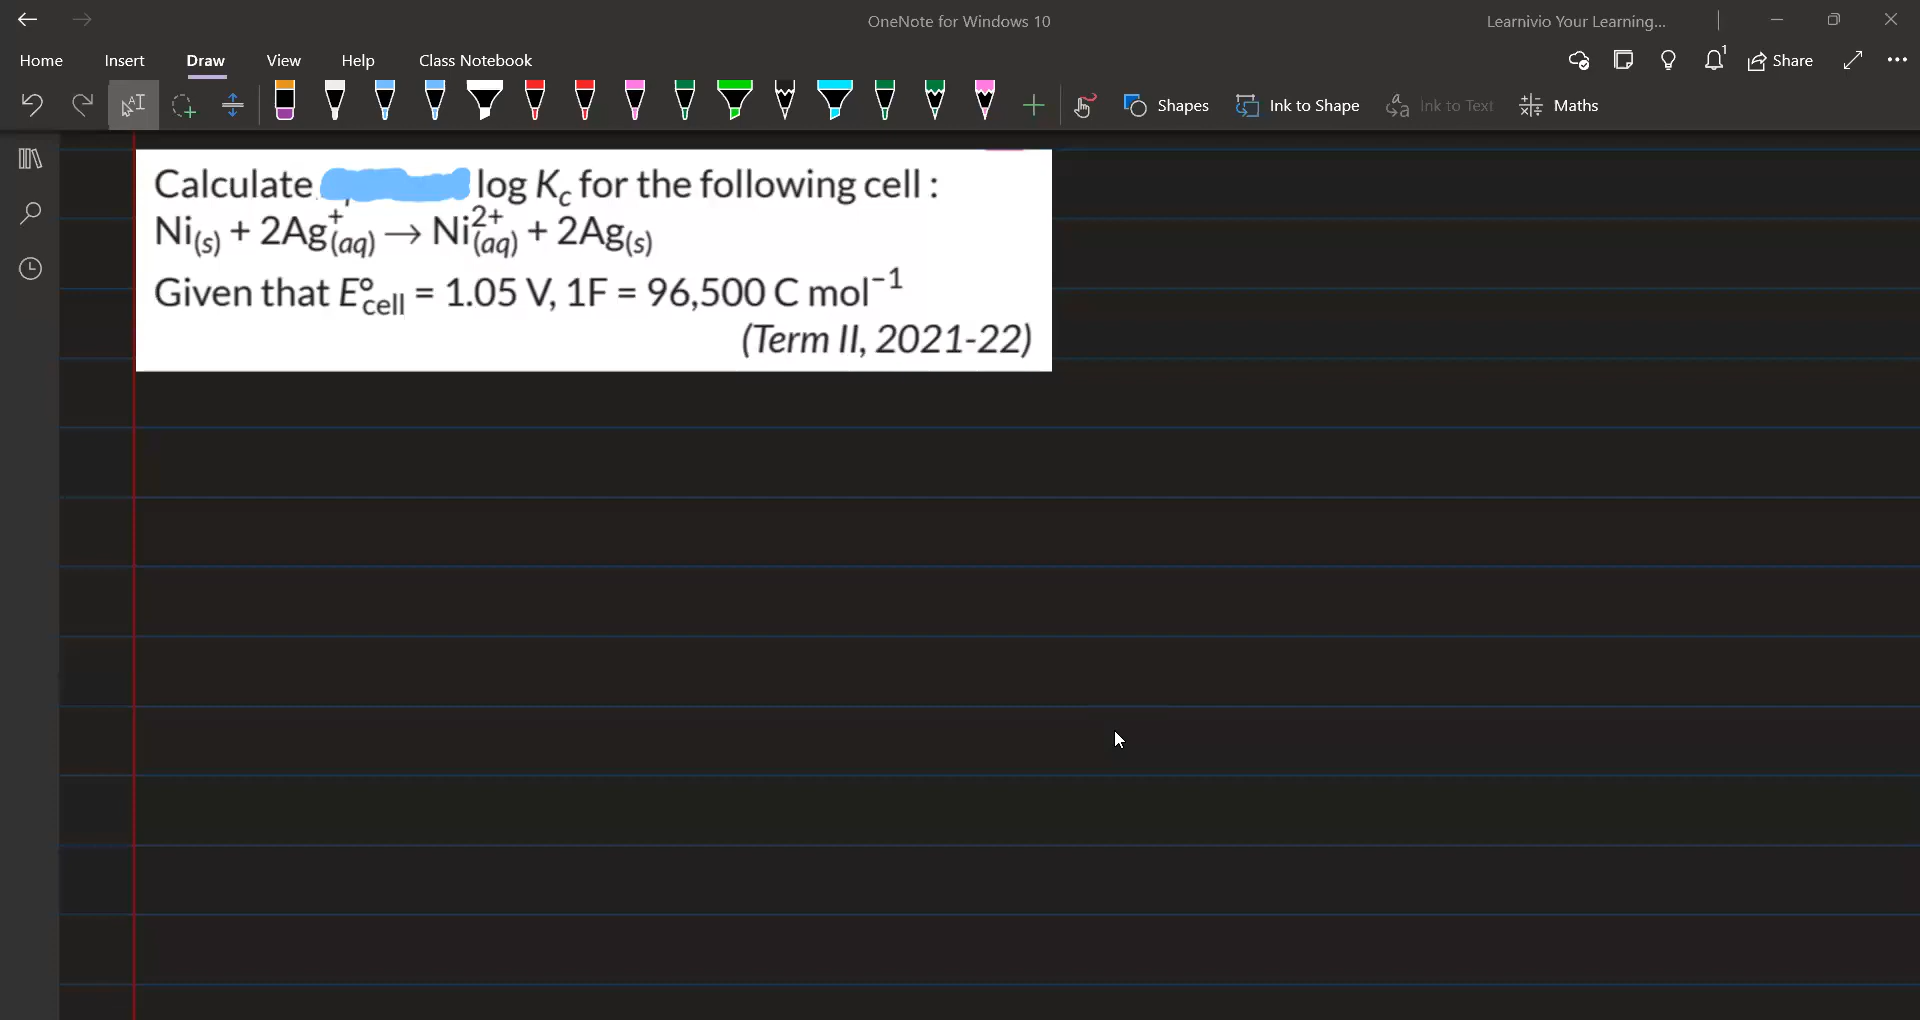 OneNote for Windows 10
Learnivio Your Learning...
Home Insert Draw View Help Class Notebook
1 Share
Shapes Ink to Shape Ink to Text Maths
Calculate log Kc for the following cell :
Ni(s) + 2Ag⁺(aq) → Ni²⁺(aq) + 2Ag(s)
Given that E°cell = 1.05 V, 1F = 96,500 C mol⁻¹
(Term II, 2021-22)